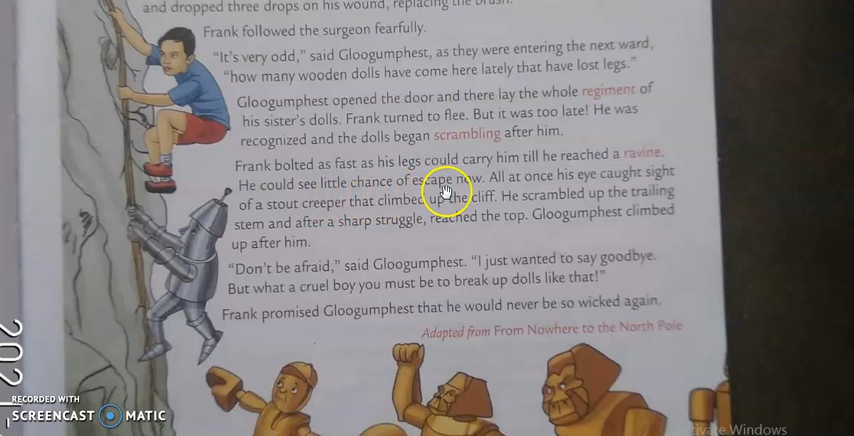 and dropped three drops on his wound, replacing the brush.
Frank followed the surgeon fearfully.
“It's very odd,” said Gloogumphest, as they were entering the next ward,
“how many wooden dolls have come here lately that have lost legs.”
Gloogumphest opened the door and there lay the whole regiment of
his sister's dolls. Frank turned to flee. But it was too late! He was
recognized and the dolls began scrambling after him.
Frank bolted as fast as his legs could carry him till he reached a ravine.
He could see little chance of escape now. All at once his eye caught sight
of a stout creeper that climbed up the cliff. He scrambled up the trailing
stem and after a sharp struggle, reached the top. Gloogumphest climbed
up after him.
“Don't be afraid,” said Gloogumphest. “I just wanted to say goodbye.
But what a cruel boy you must be to break up dolls like that!”
Frank promised Gloogumphest that he would never be so wicked again.
Adapted from From Nowhere to the North Pole
RECORDED WITH
SCREENCAST MATIC
Windows